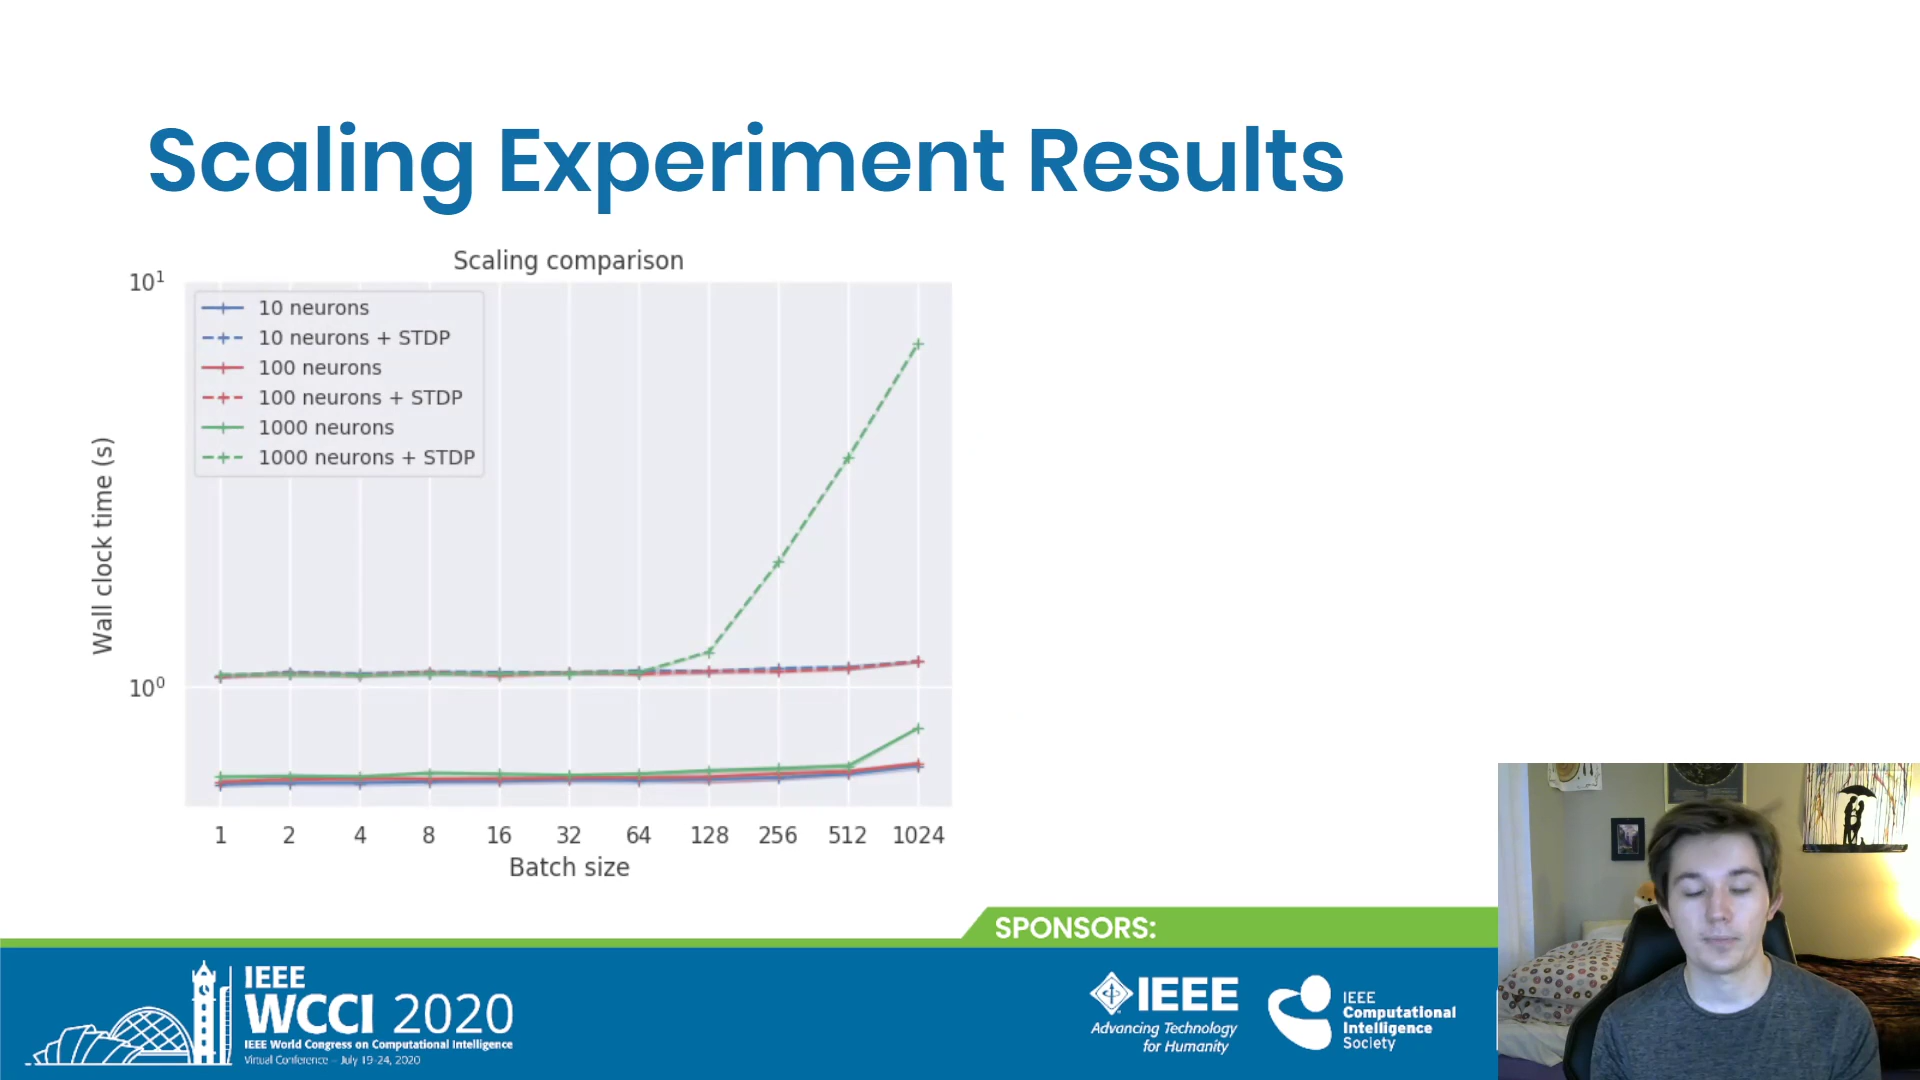 Scaling Experiment Results
Scaling comparison
10¹
10 neurons
10 neurons + STDP
100 neurons
100 neurons + STDP
1000 neurons
1000 neurons + STDP
Wall clock time (s)
10⁰
1 2 4 8 16 32 64 128 256 512 1024
Batch size
SPONSORS:
IEEE
WCCI 2020
IEEE World Congress on Computational Intelligence
Virtual Conference – July 19-24, 2020
IEEE
Advancing Technology
for Humanity
IEEE
Computational
Intelligence
Society